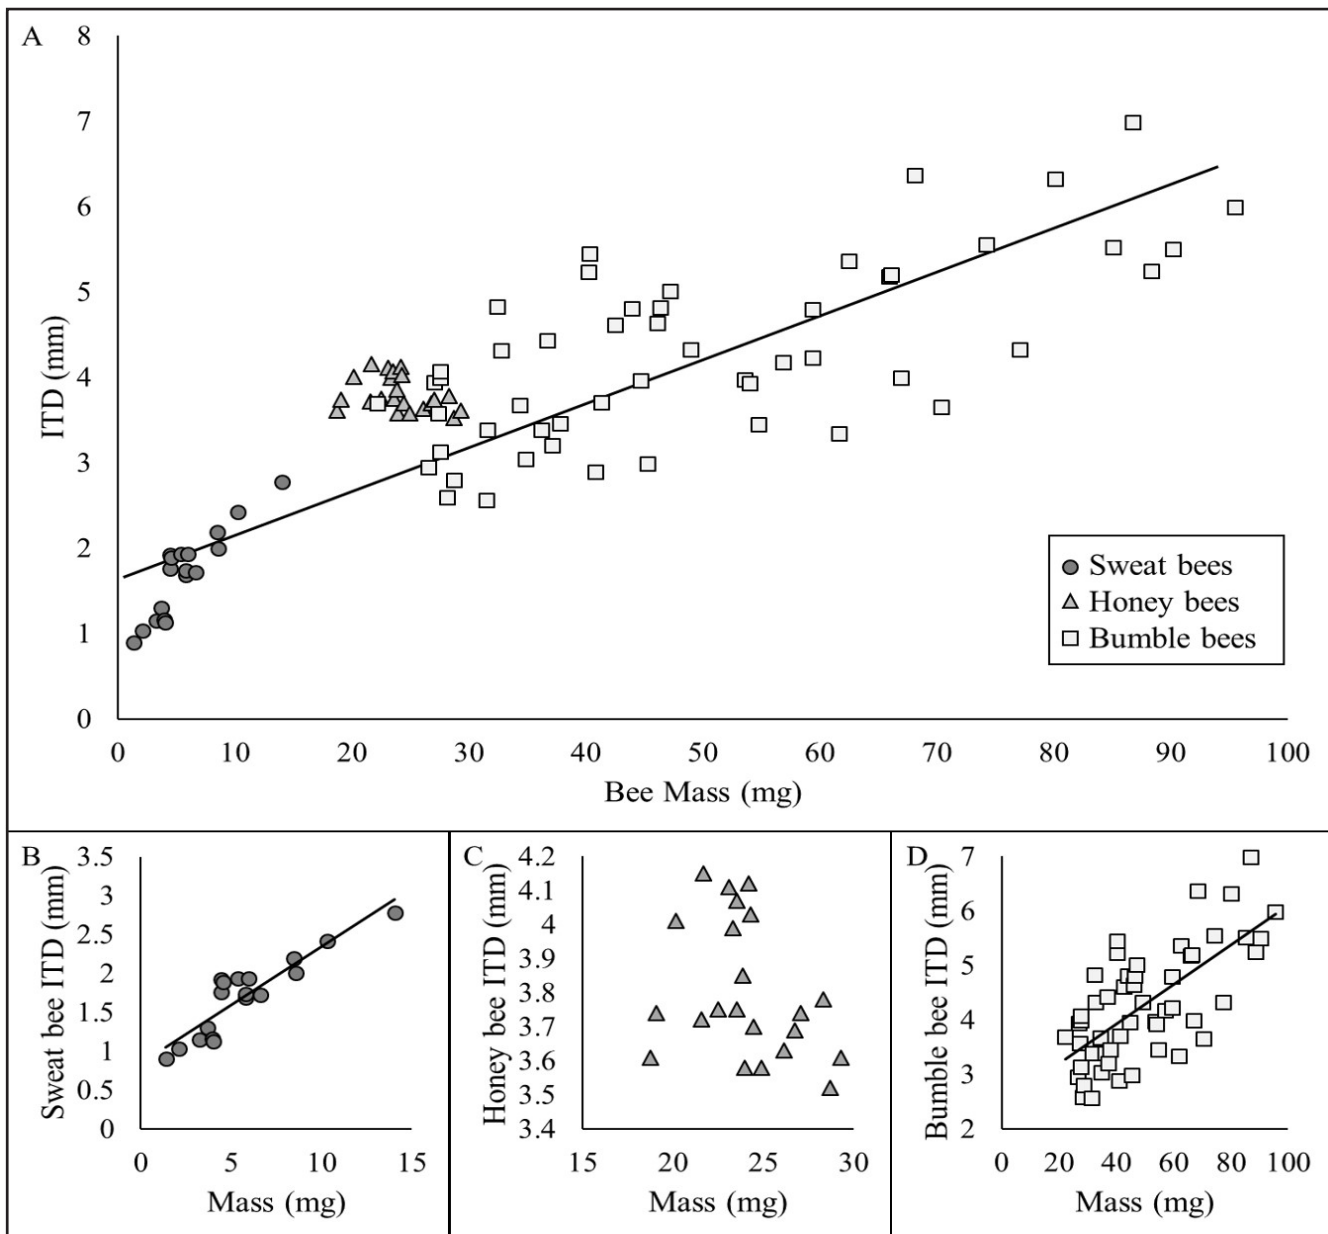 A
8
7
6
5
4
3
2
1
0
ITD (mm)
0 10 20 30 40 50 60 70 80 90 100
Bee Mass (mg)
Sweat bees
Honey bees
Bumble bees
B
3.5
3
2.5
2
1.5
1
0.5
0
Sweat bee ITD (mm)
0 5 10 15
Mass (mg)
C
4.2
4.1
4
3.9
3.8
3.7
3.6
3.5
3.4
Honey bee ITD (mm)
15 20 25 30
Mass (mg)
D
7
6
5
4
3
2
Bumble bee ITD (mm)
0 20 40 60 80 100
Mass (mg)